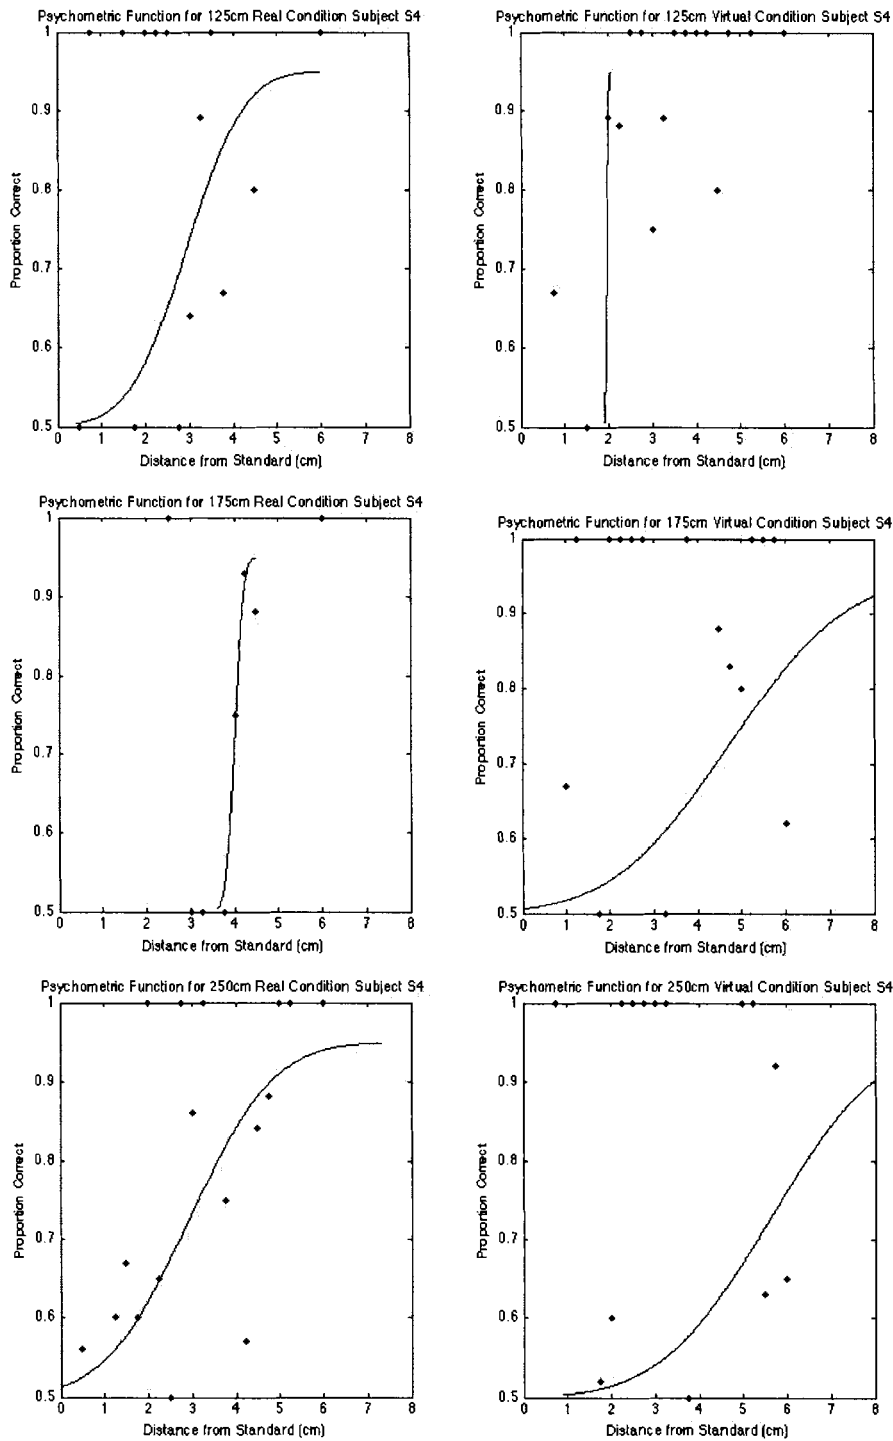 Psychometric Function for 125cm Real Condition Subject S4
1
0.9
0.8
0.7
0.6
0.5
Proportion Correct
0 1 2 3 4 5 6 7 8
Distance from Standard (cm)
Psychometric Function for 125cm Virtual Condition Subject S4
1
0.9
0.8
0.7
0.6
0.5
Proportion Correct
0 1 2 3 4 5 6 7 8
Distance from Standard (cm)
Psychometric Function for 175cm Real Condition Subject S4
1
0.9
0.8
0.7
0.6
0.5
Proportion Correct
0 1 2 3 4 5 6 7 8
Distance from Standard (cm)
Psychometric Function for 175cm Virtual Condition Subject S4
1
0.9
0.8
0.7
0.6
0.5
Proportion Correct
0 1 2 3 4 5 6 7 8
Distance from Standard (cm)
Psychometric Function for 250cm Real Condition Subject S4
1
0.9
0.8
0.7
0.6
0.5
Proportion Correct
0 1 2 3 4 5 6 7 8
Distance from Standard (cm)
Psychometric Function for 250cm Virtual Condition Subject S4
1
0.9
0.8
0.7
0.6
0.5
Proportion Correct
0 1 2 3 4 5 6 7 8
Distance from Standard (cm)